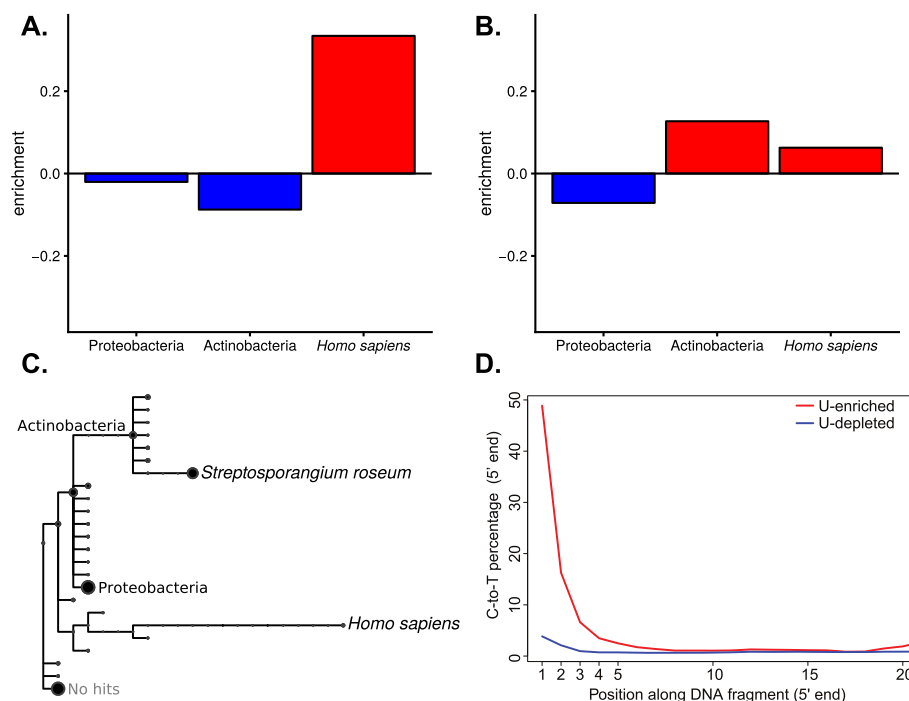 A.
enrichment
0.2
0.0
−0.2
Proteobacteria Actinobacteria Homo sapiens
B.
enrichment
0.2
0.0
−0.2
Proteobacteria Actinobacteria Homo sapiens
C.
Actinobacteria
Streptosporangium roseum
Proteobacteria
Homo sapiens
No hits
D.
C-to-T percentage (5' end)
50
40
30
20
10
0
U-enriched
U-depleted
1 2 3 4 5 10 15 20
Position along DNA fragment (5' end)